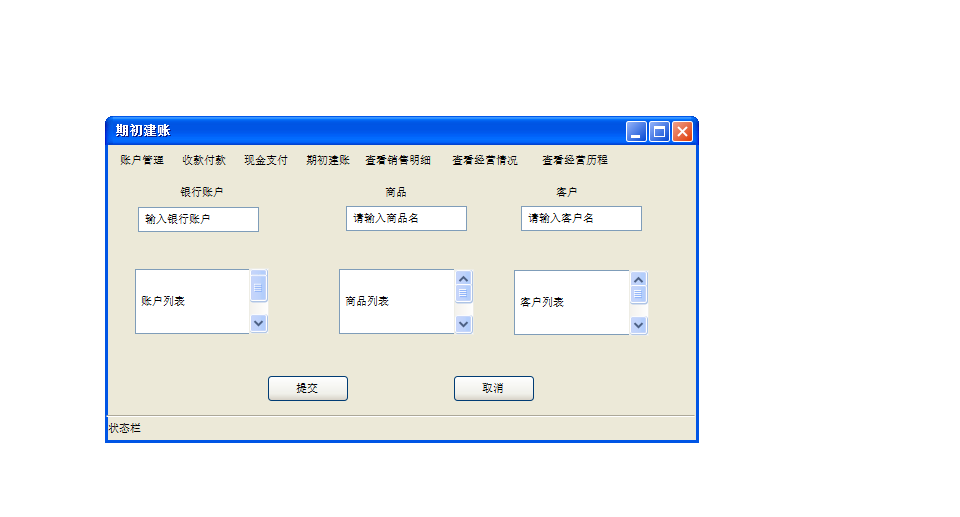 期初建账
账户管理 收款付款 现金支付 期初建账 查看销售明细 查看经营情况 查看经营历程
银行账户 商品 客户
输入银行账户 请输入商品名 请输入客户名
账户列表 商品列表 客户列表
提交 取消
状态栏